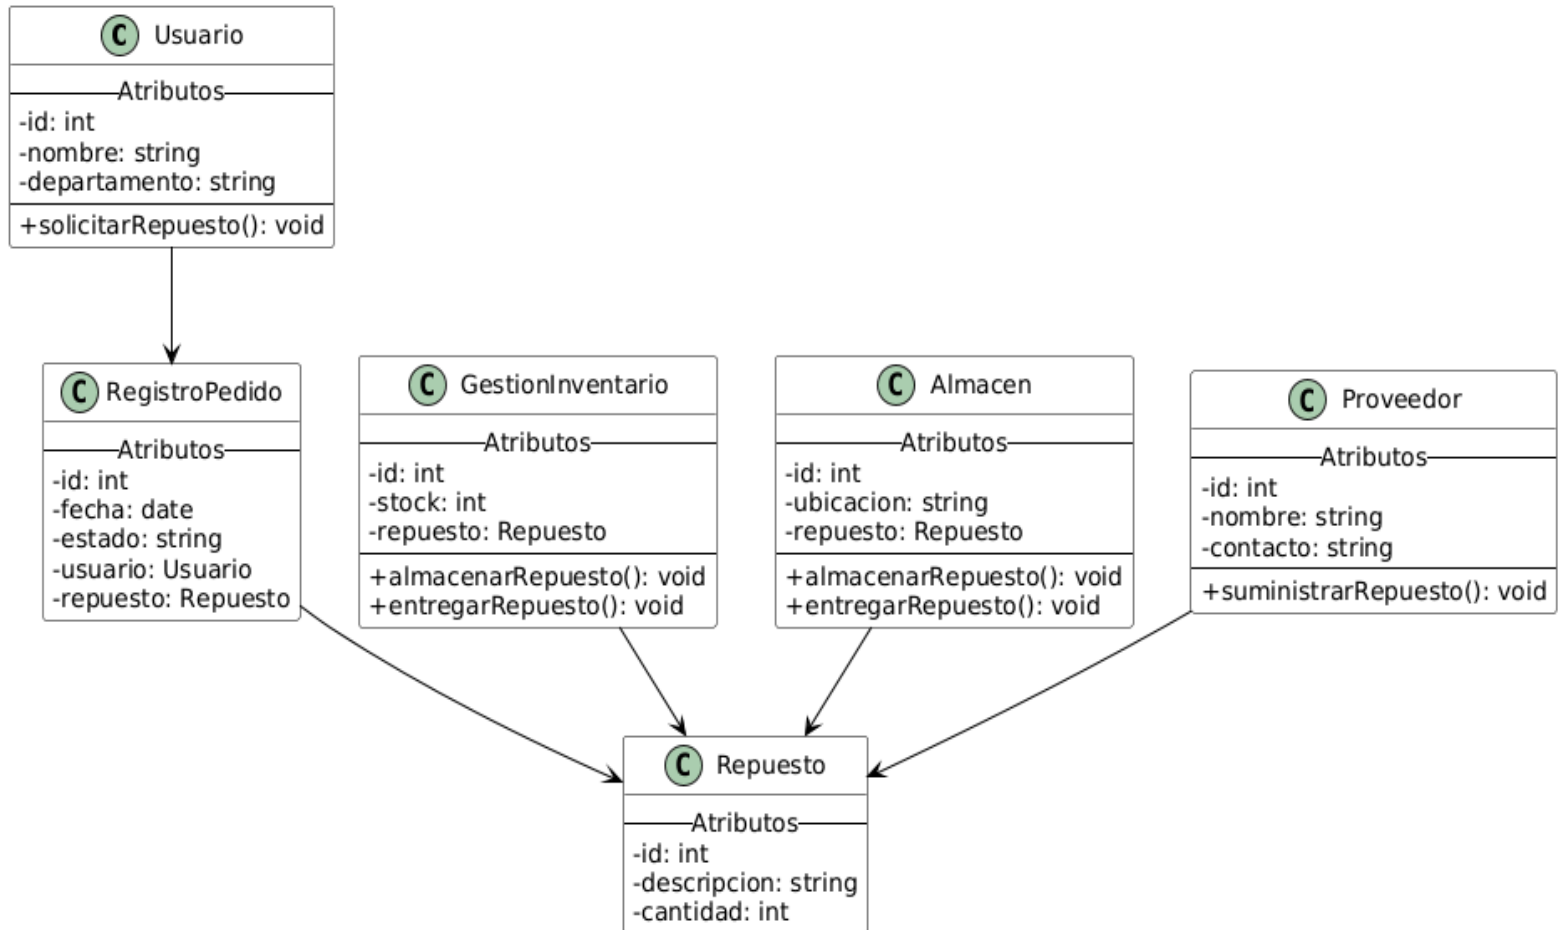 C Usuario
Atributos
-id: int
-nombre: string
-departamento: string
+solicitarRepuesto(): void
C RegistroPedido
Atributos
-id: int
-fecha: date
-estado: string
-usuario: Usuario
-repuesto: Repuesto
C GestionInventario
Atributos
-id: int
-stock: int
-repuesto: Repuesto
+almacenarRepuesto(): void
+entregarRepuesto(): void
C Almacen
Atributos
-id: int
-ubicacion: string
-repuesto: Repuesto
+almacenarRepuesto(): void
+entregarRepuesto(): void
C Proveedor
Atributos
-id: int
-nombre: string
-contacto: string
+suministrarRepuesto(): void
C Repuesto
Atributos
-id: int
-descripcion: string
-cantidad: int